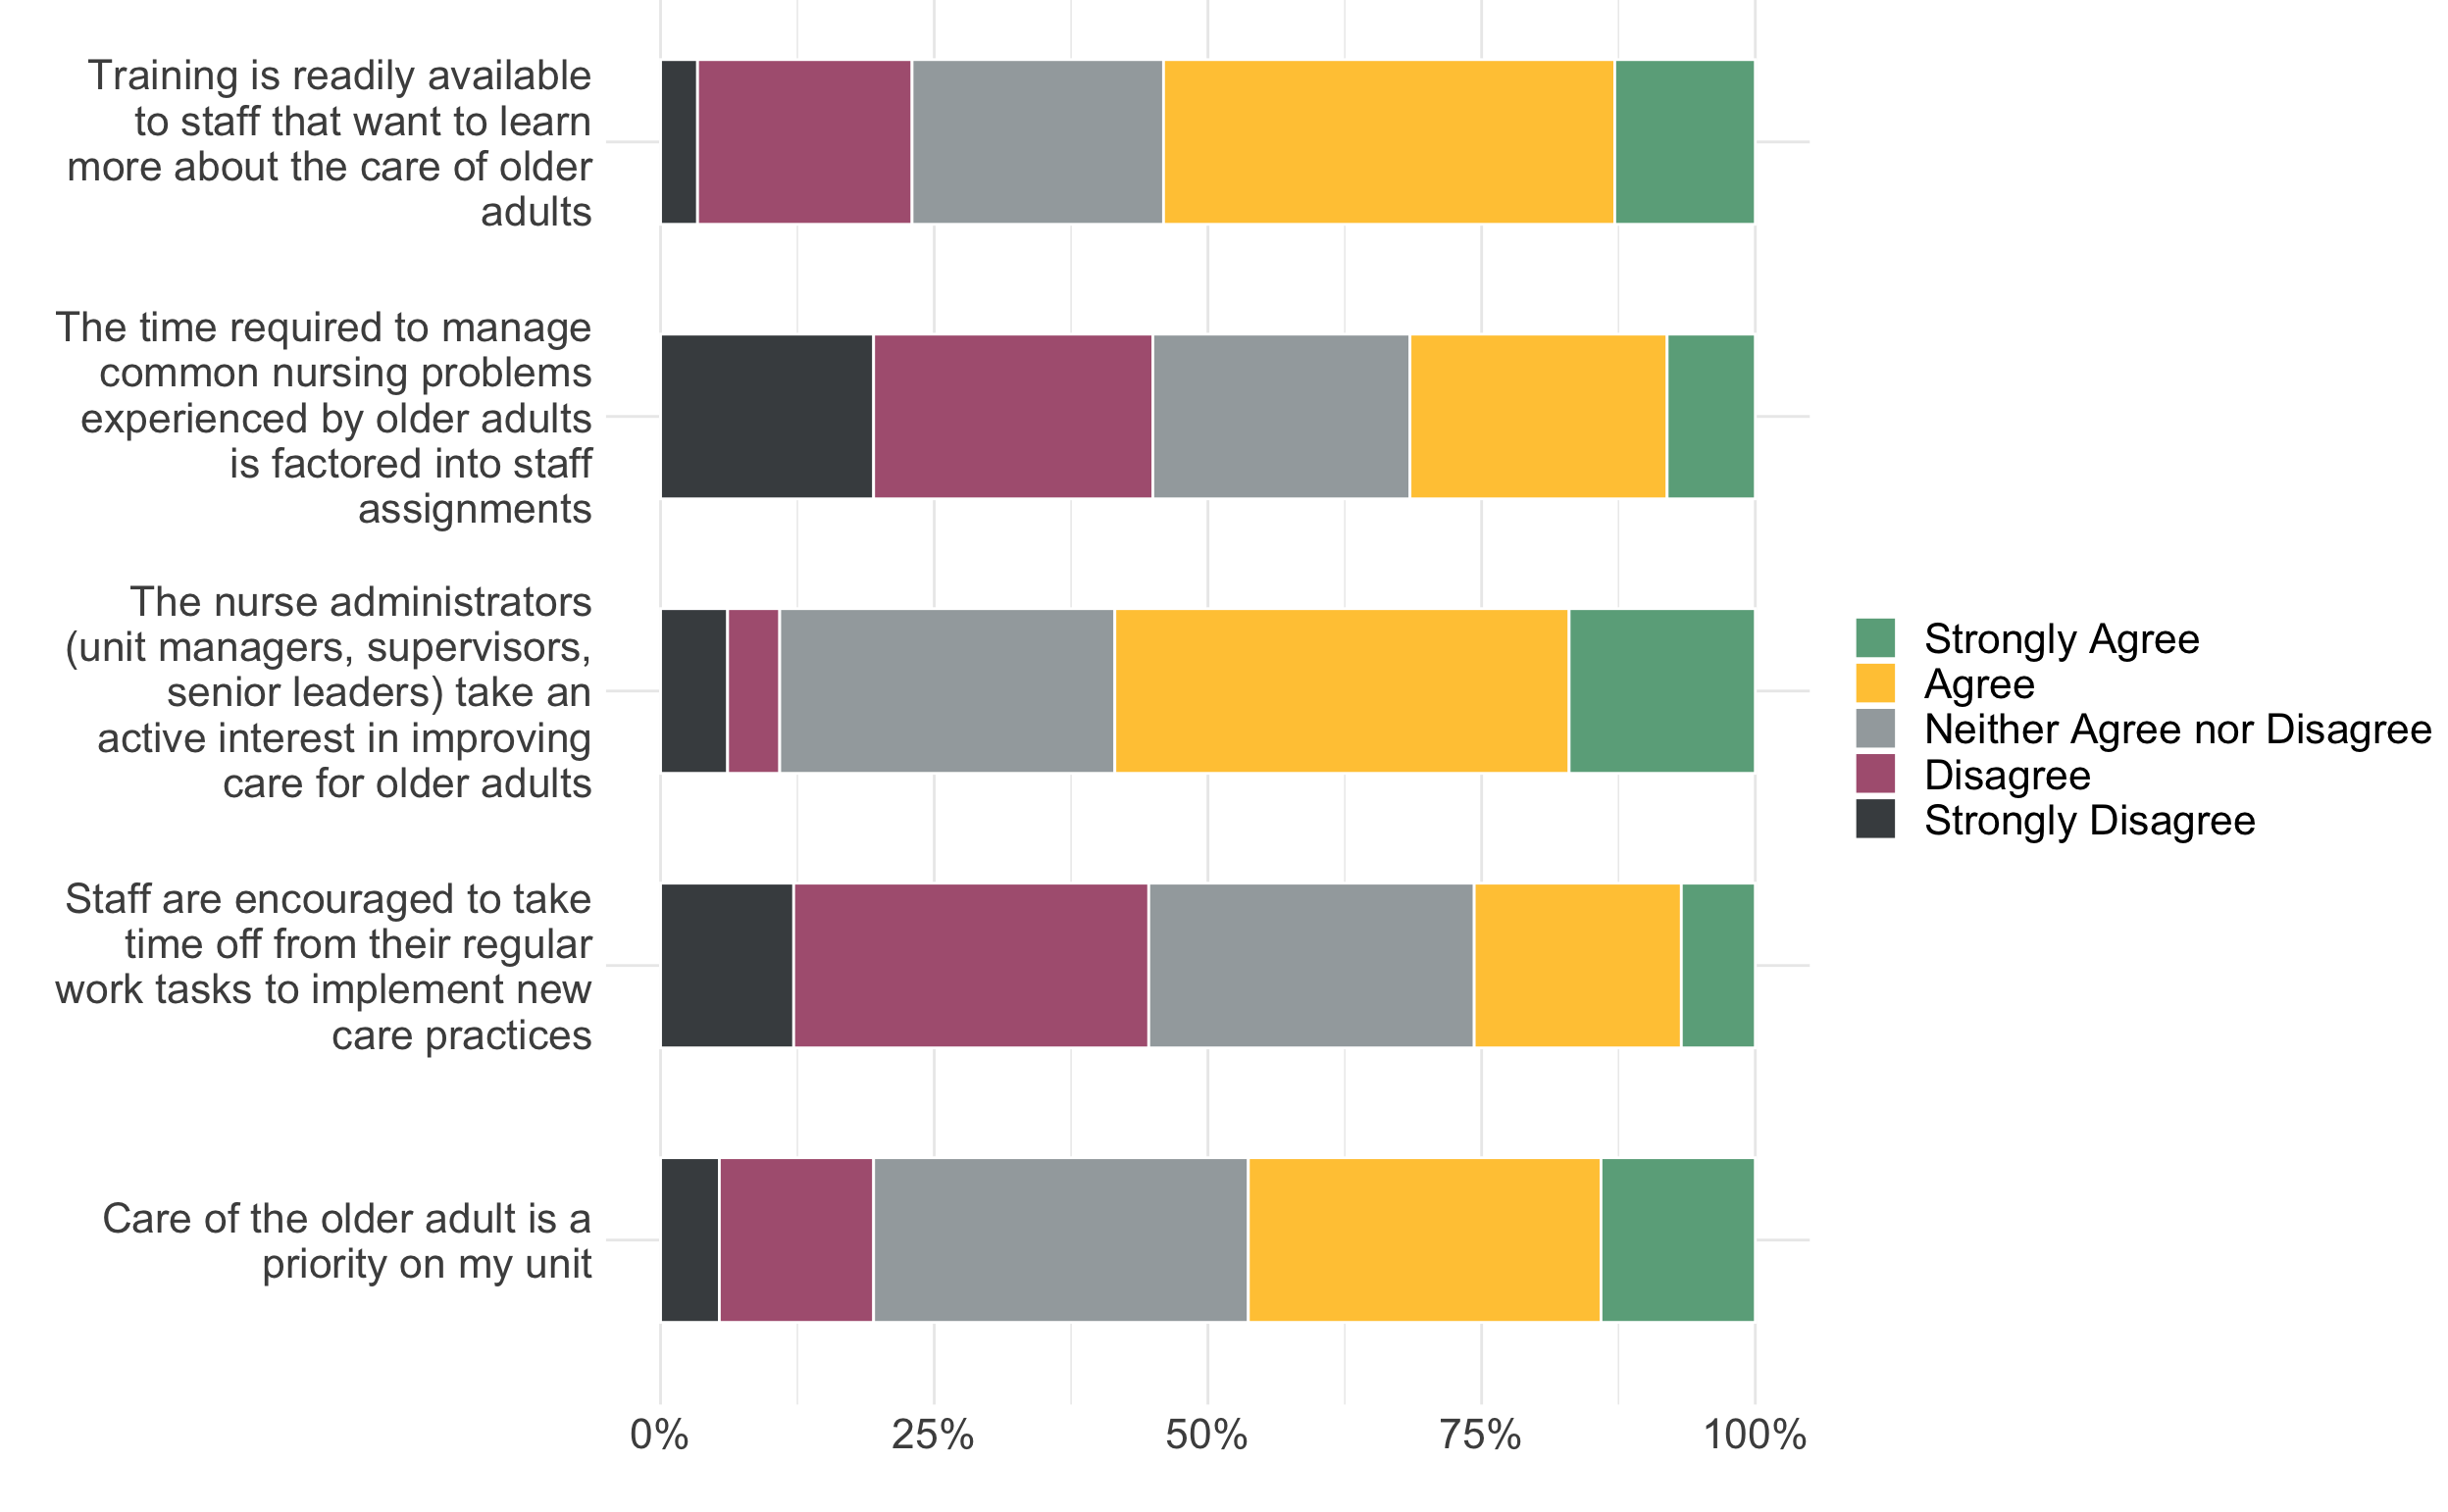 Training is readily available
to staff that want to learn
more about the care of older
adults
The time required to manage
common nursing problems
experienced by older adults
is factored into staff
assignments
The nurse administrators
(unit managers, supervisors,
senior leaders) take an
active interest in improving
care for older adults
Staff are encouraged to take
time off from their regular
work tasks to implement new
care practices
Care of the older adult is a
priority on my unit
0% 25% 50% 75% 100%
Strongly Agree
Agree
Neither Agree nor Disagree
Disagree
Strongly Disagree